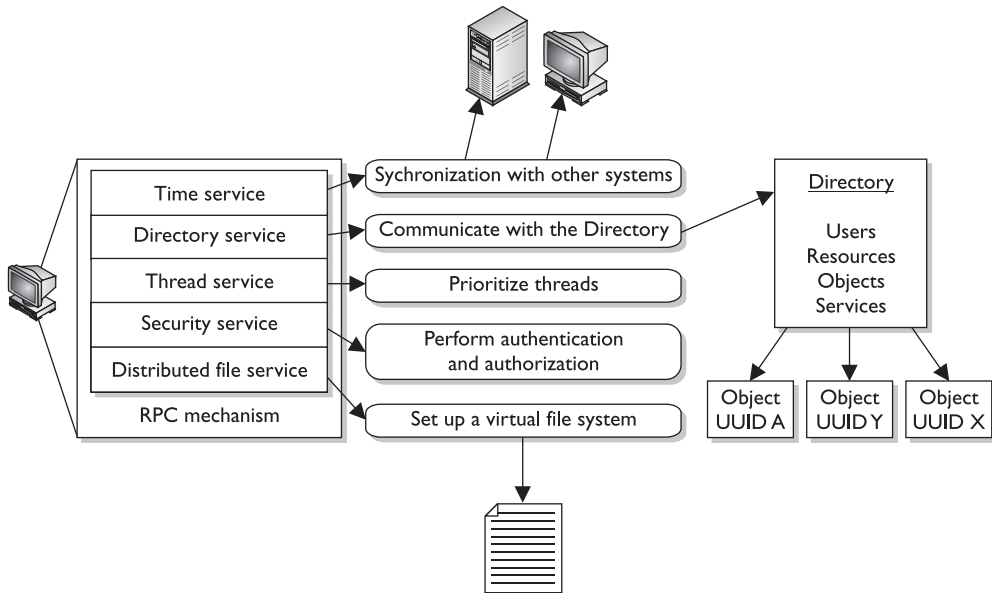 Time service
Directory service
Thread service
Security service
Distributed file service
RPC mechanism
Sychronization with other systems
Communicate with the Directory
Prioritize threads
Perform authentication
and authorization
Set up a virtual file system
Directory
Users
Resources
Objects
Services
Object
UUID A
Object
UUID Y
Object
UUID X